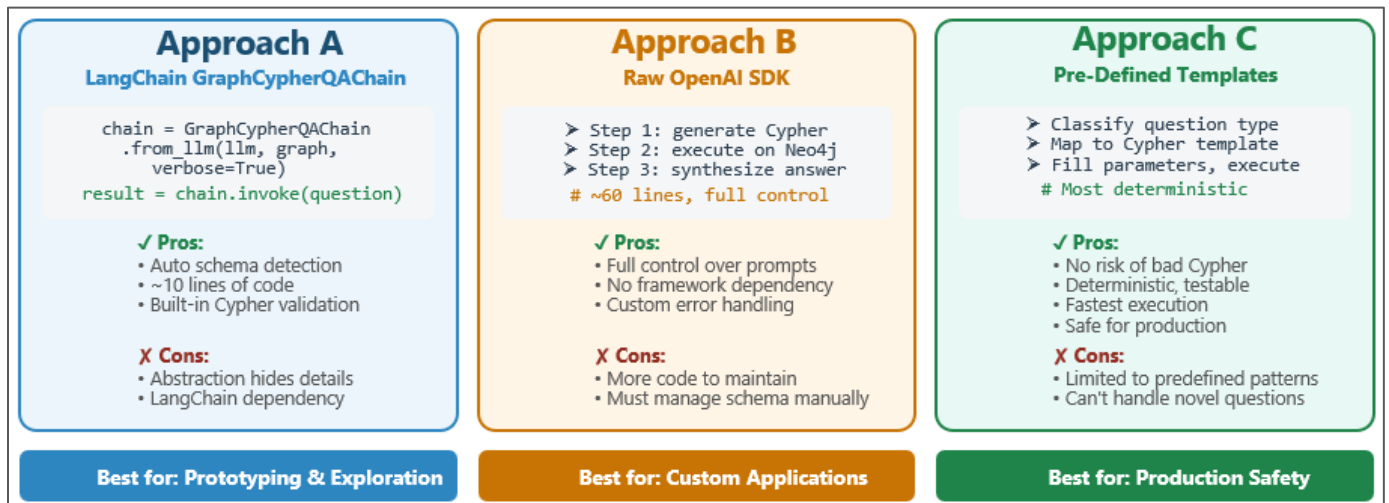 Approach A
LangChain GraphCypherQAChain
chain = GraphCypherQAChain
.from_llm(llm, graph,
verbose=True)
result = chain.invoke(question)
✓ Pros:
• Auto schema detection
• ~10 lines of code
• Built-in Cypher validation
✗ Cons:
• Abstraction hides details
• LangChain dependency
Best for: Prototyping & Exploration
Approach B
Raw OpenAI SDK
➤ Step 1: generate Cypher
➤ Step 2: execute on Neo4j
➤ Step 3: synthesize answer
# ~60 lines, full control
✓ Pros:
• Full control over prompts
• No framework dependency
• Custom error handling
✗ Cons:
• More code to maintain
• Must manage schema manually
Best for: Custom Applications
Approach C
Pre-Defined Templates
➤ Classify question type
➤ Map to Cypher template
➤ Fill parameters, execute
# Most deterministic
✓ Pros:
• No risk of bad Cypher
• Deterministic, testable
• Fastest execution
• Safe for production
✗ Cons:
• Limited to predefined patterns
• Can't handle novel questions
Best for: Production Safety